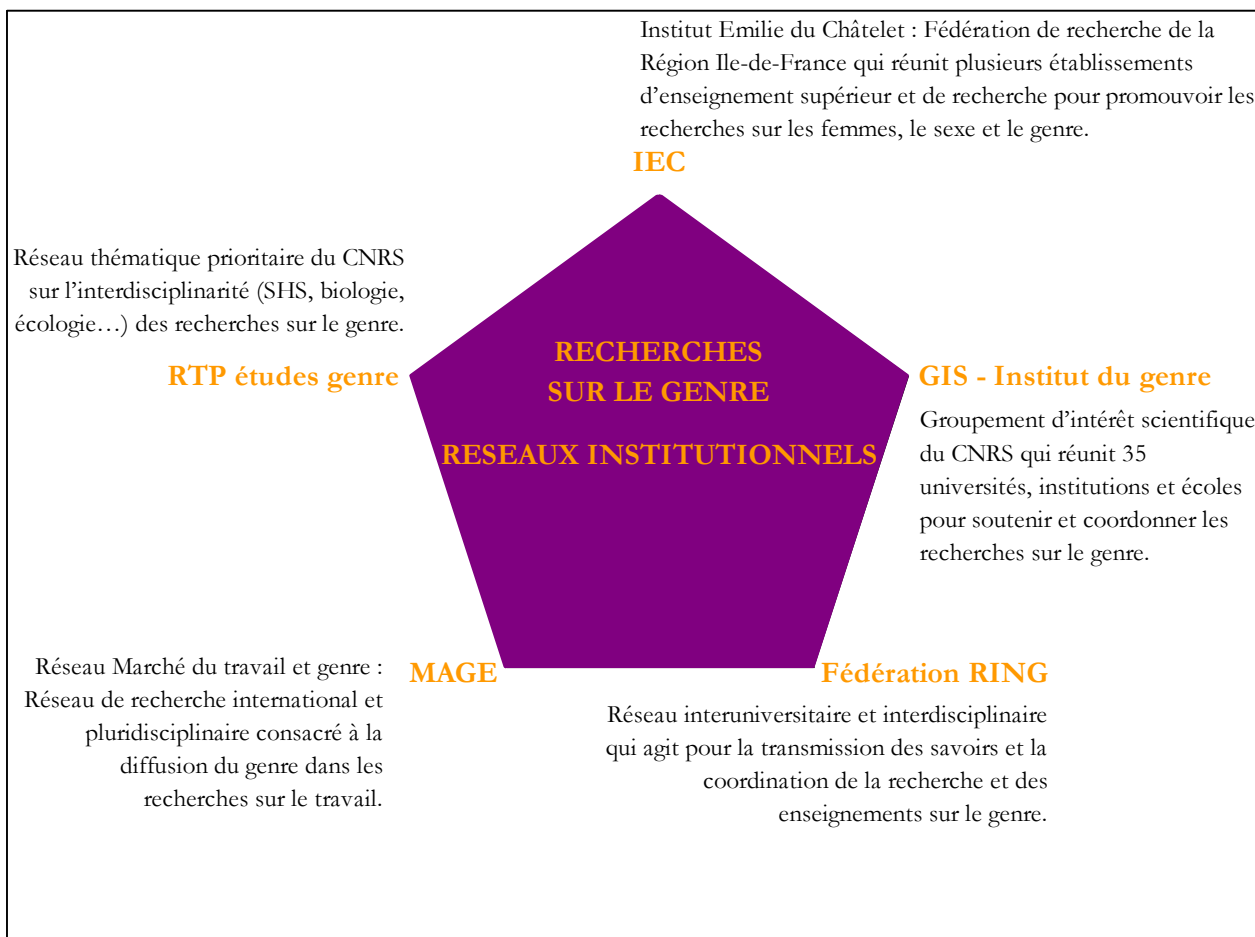 Institut Emilie du Châtelet : Fédération de recherche de la
Région Ile-de-France qui réunit plusieurs établissements
d’enseignement supérieur et de recherche pour promouvoir les
recherches sur les femmes, le sexe et le genre.
IEC
Réseau thématique prioritaire du CNRS
sur l’interdisciplinarité (SHS, biologie,
écologie…) des recherches sur le genre.
RTP études genre
RECHERCHES
SUR LE GENRE
RESEAUX INSTITUTIONNELS
GIS - Institut du genre
Groupement d’intérêt scientifique
du CNRS qui réunit 35
universités, institutions et écoles
pour soutenir et coordonner les
recherches sur le genre.
MAGE
Réseau Marché du travail et genre :
Réseau de recherche international et
pluridisciplinaire consacré à la
diffusion du genre dans les
recherches sur le travail.
Fédération RING
Réseau interuniversitaire et interdisciplinaire
qui agit pour la transmission des savoirs et la
coordination de la recherche et des
enseignements sur le genre.